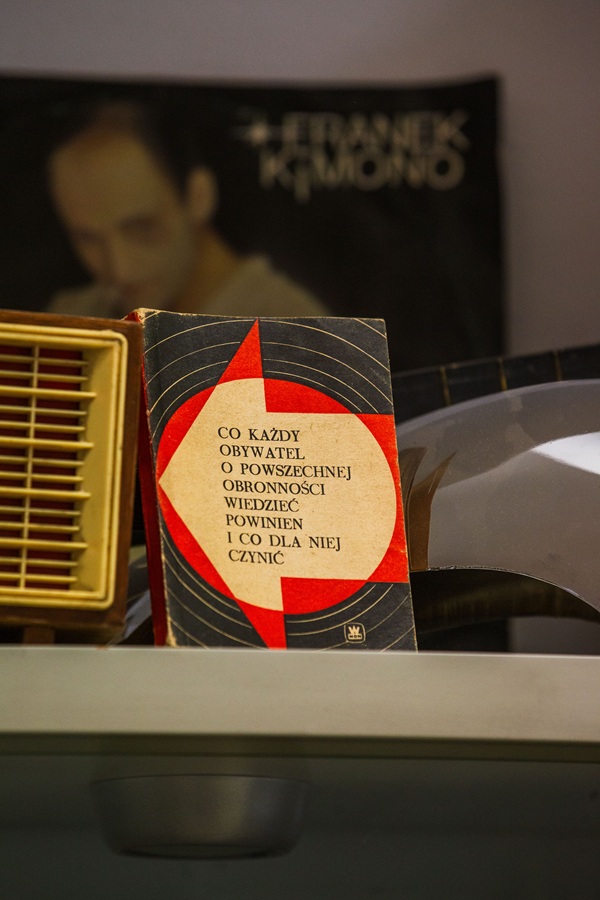 FRANEK
KiMONO
CO KAŻDY
OBYWATEL
O POWSZECHNEJ
OBRONNOŚCI
WIEDZIEĆ
POWINIEN
I CO DLA NIEJ
CZYNIĆ